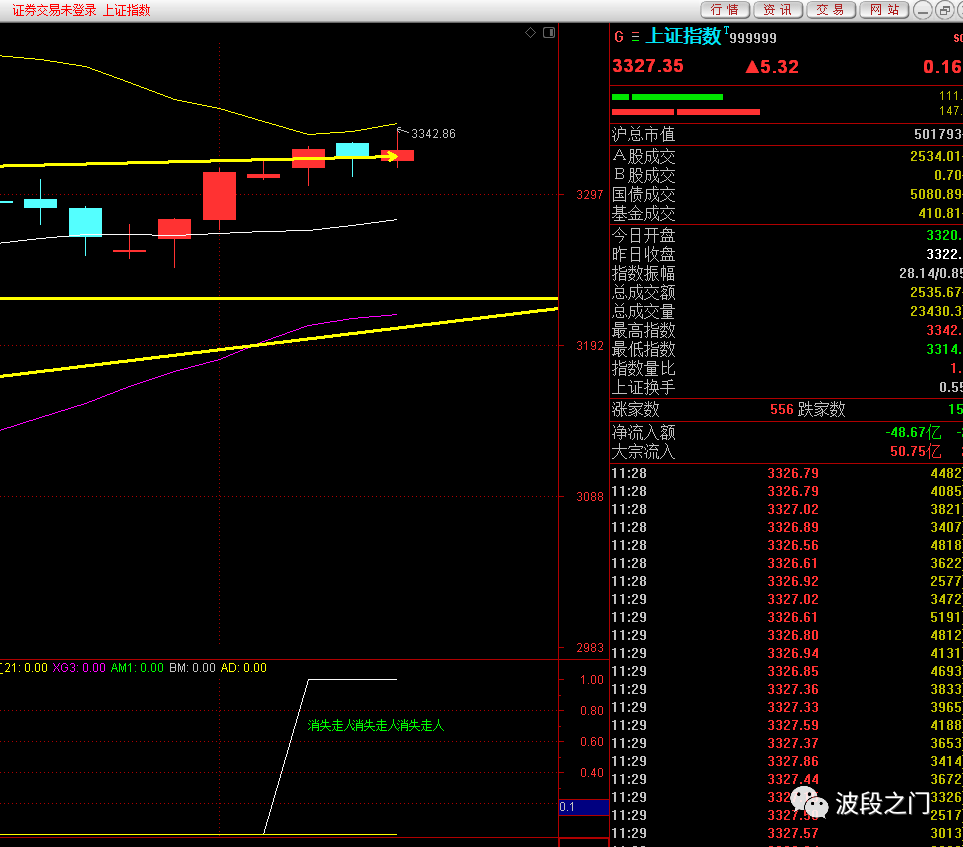 证券交易未登录 上证指数
行情 资讯 交易 网站
G 上证指数 T 999999
3327.35 ▲5.32 0.16
111.
147.
沪总市值 501793
A股成交 2534.01
B股成交 0.70
国债成交 5080.89
基金成交 410.81
今日开盘 3320.
昨日收盘 3322.
指数振幅 28.14/0.85
总成交额 2535.67
总成交量 23430.3
最高指数 3342.
最低指数 3314.
指数量比 1.
上证换手 0.55
涨家数 556 跌家数 15
净流入额 -48.67亿
大宗流入 50.75亿
11:28 3326.79 4482
11:28 3326.79 4085
11:28 3327.02 3821
11:28 3326.89 3407
11:28 3326.56 4818
11:28 3326.61 3622
11:28 3326.92 2577
11:29 3327.02 3472
11:29 3326.61 5191
11:29 3326.80 4812
11:29 3326.94 4131
11:29 3326.85 4693
11:29 3327.36 3833
11:29 3327.33 3965
11:29 3327.59 4188
11:29 3327.37 3653
11:29 3327.86 3414
11:29 3327.44 3672
11:29 3326
11:29 2517
11:29 3327.57 3013
3342.86
3297
3192
3088
2983
21: 0.00 XG3: 0.00 AM1: 0.00 BM: 0.00 AD: 0.00
1.00
0.80
0.60
0.40
0.1
消失走人消失走人消失走人
波段之门